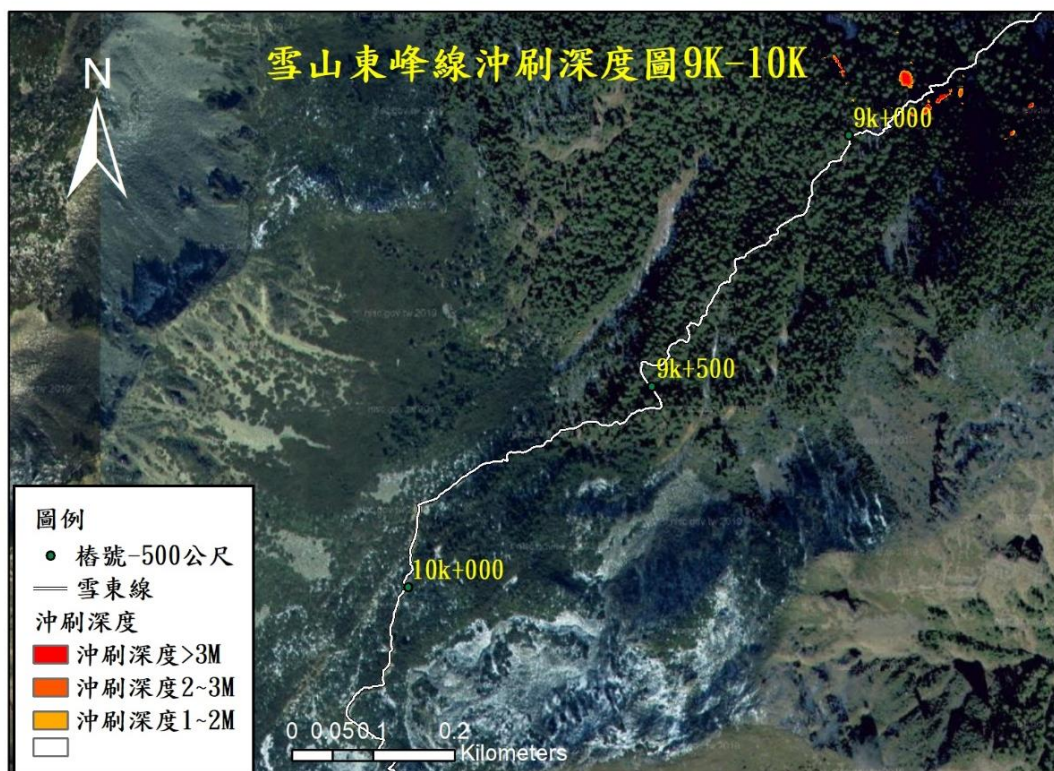 雪山東峰線沖刷深度圖9K-10K
N
9k+000
9k+500
10k+000
圖例
樁號-500公尺
雪東線
沖刷深度
沖刷深度>3M
沖刷深度2~3M
沖刷深度1~2M
0 0.05 0.1 0.2
Kilometers